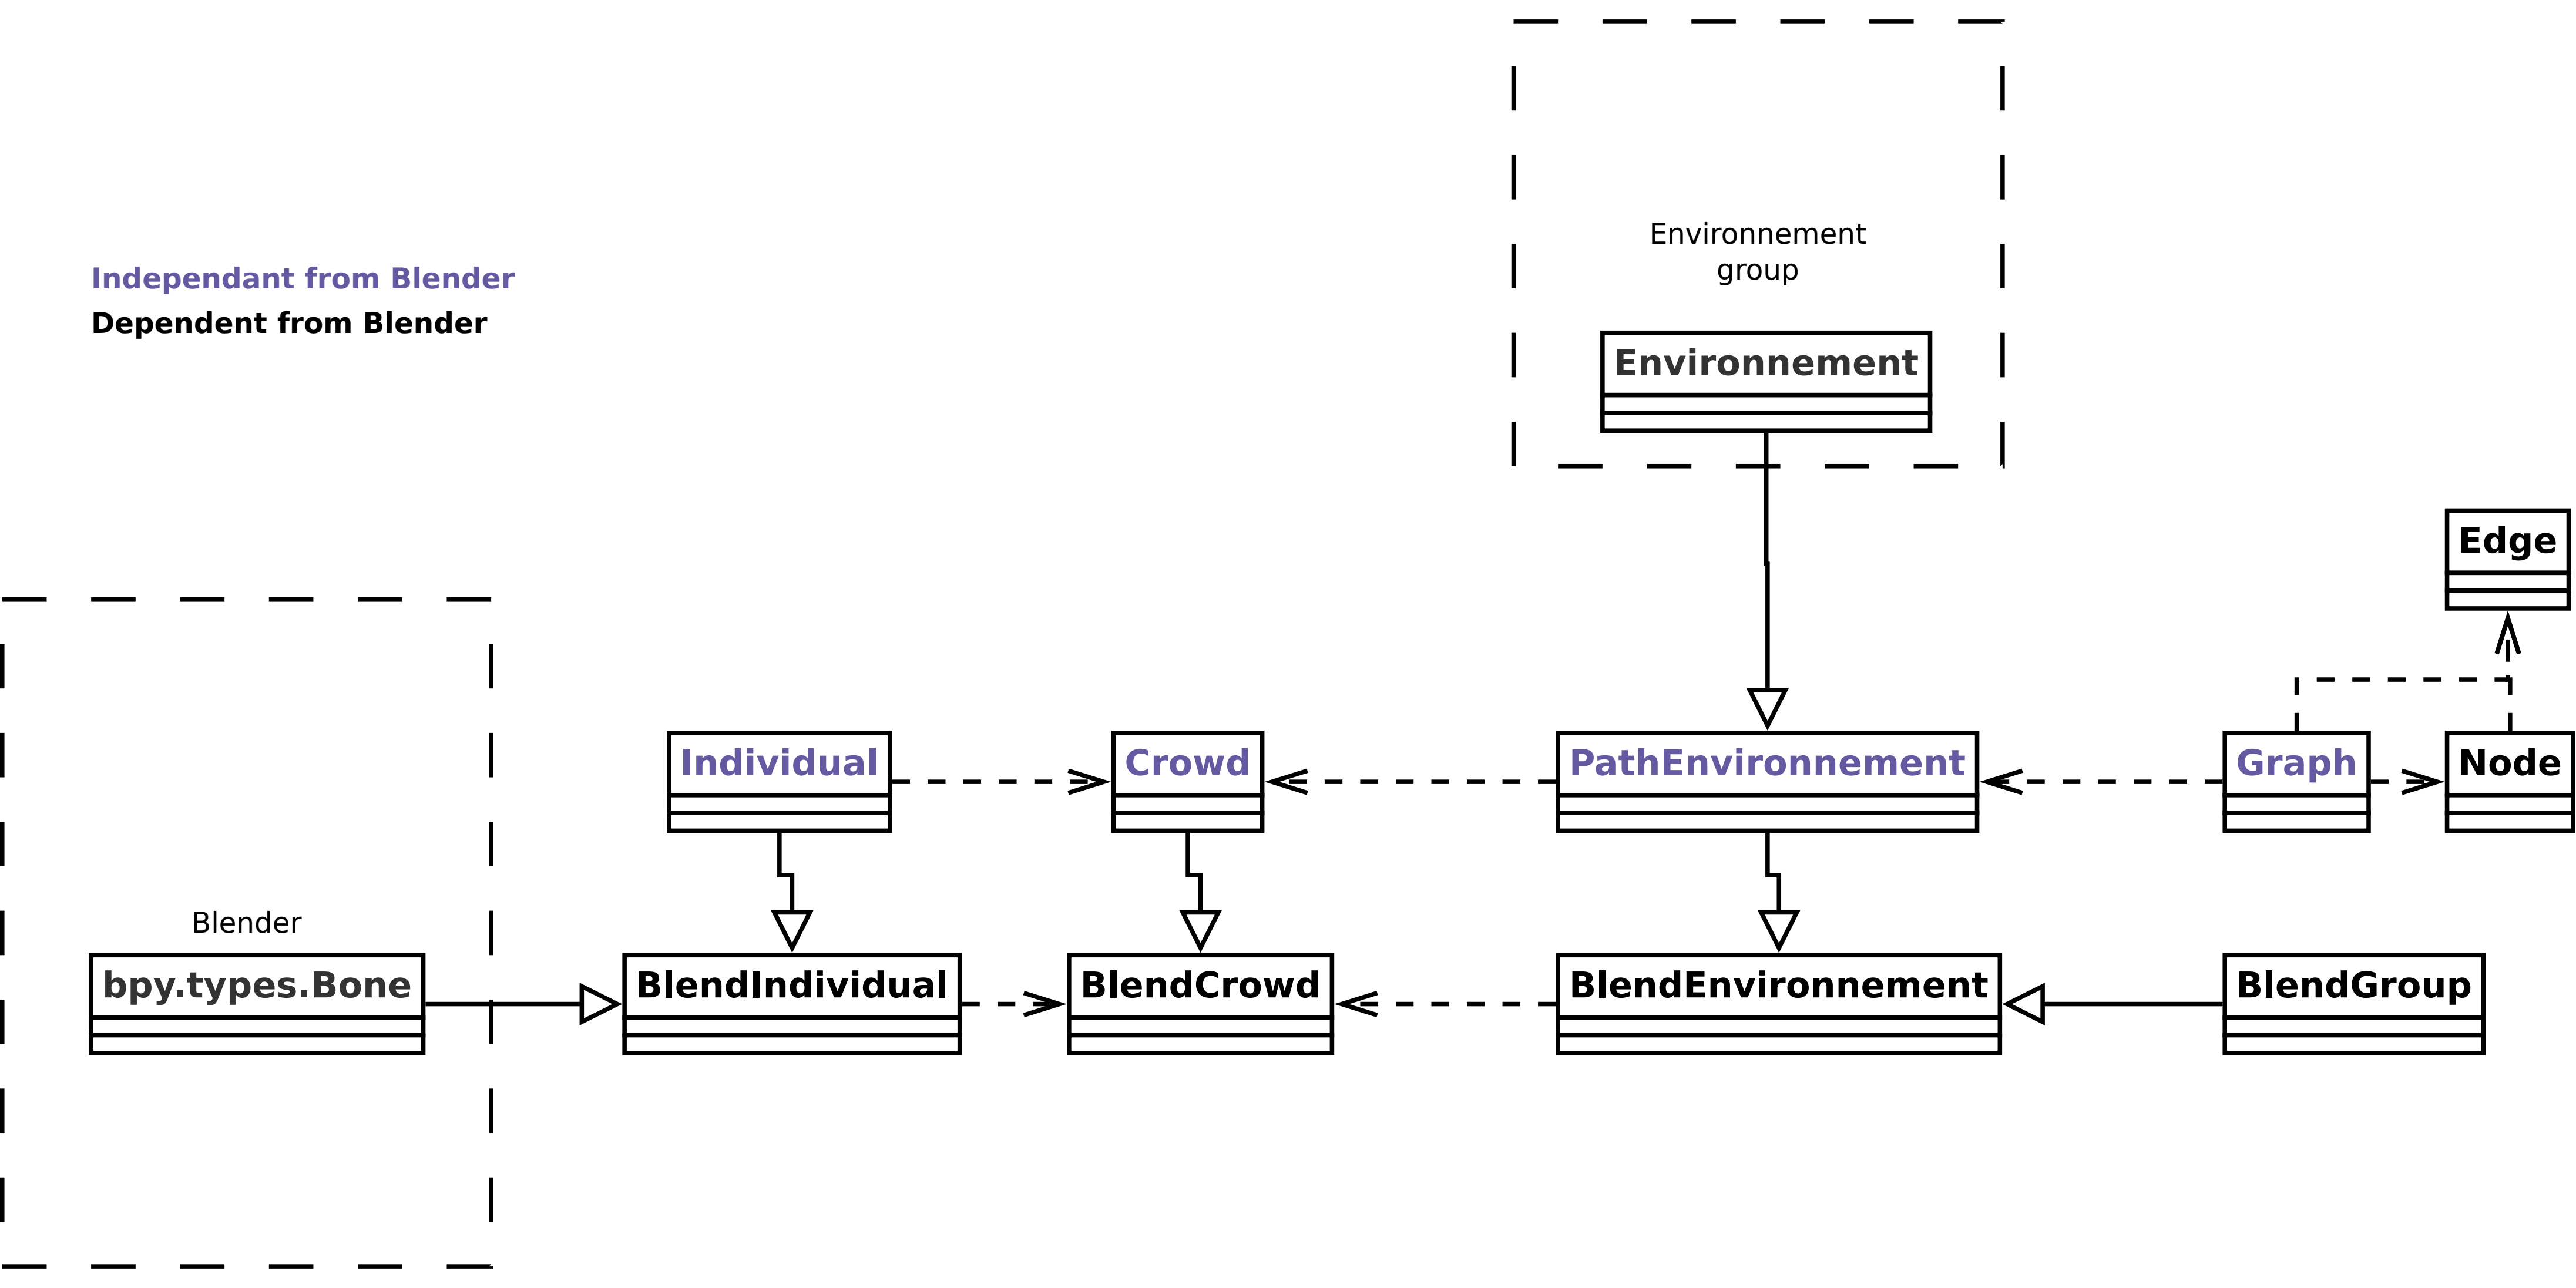 Environnement
group
Independant from Blender
Dependent from Blender
Environnement
Edge
Individual
Crowd
PathEnvironnement
Graph
Node
Blender
bpy.types.Bone
BlendIndividual
BlendCrowd
BlendEnvironnement
BlendGroup